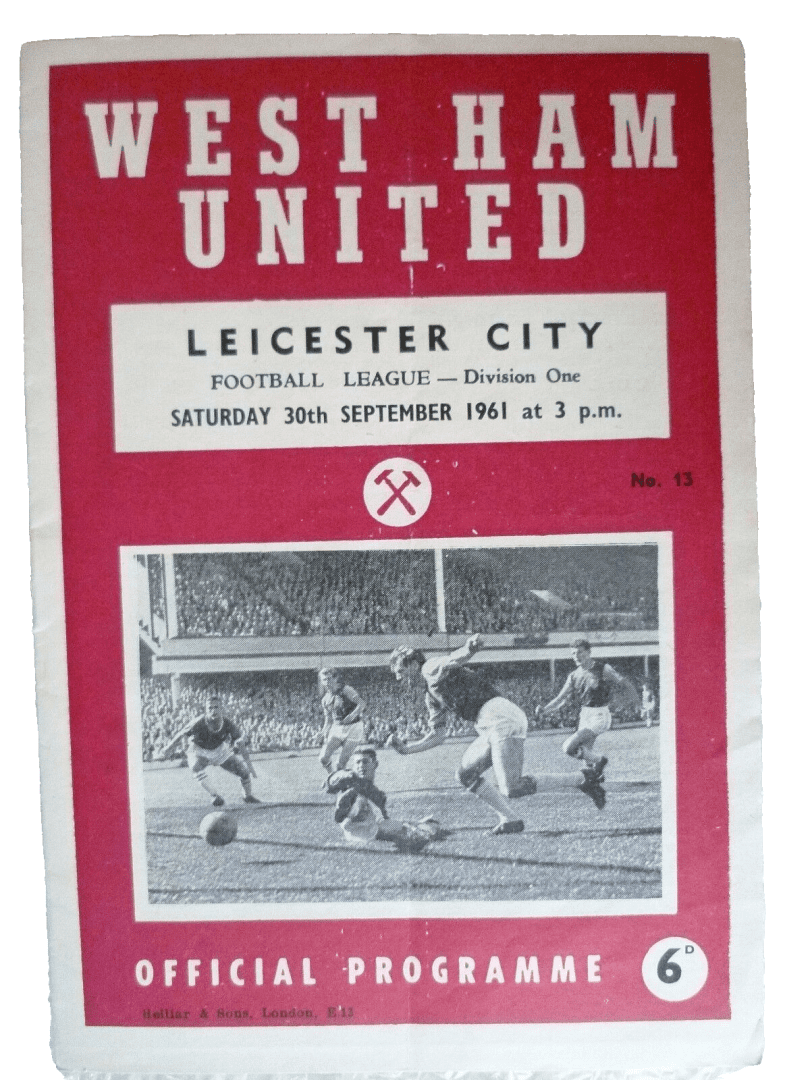 WEST HAM
UNITED
LEICESTER CITY
FOOTBALL LEAGUE — Division One
SATURDAY 30th SEPTEMBER 1961 at 3 p.m.
No. 13
OFFICIAL PROGRAMME
6D
Helliar & Sons, London, E 13